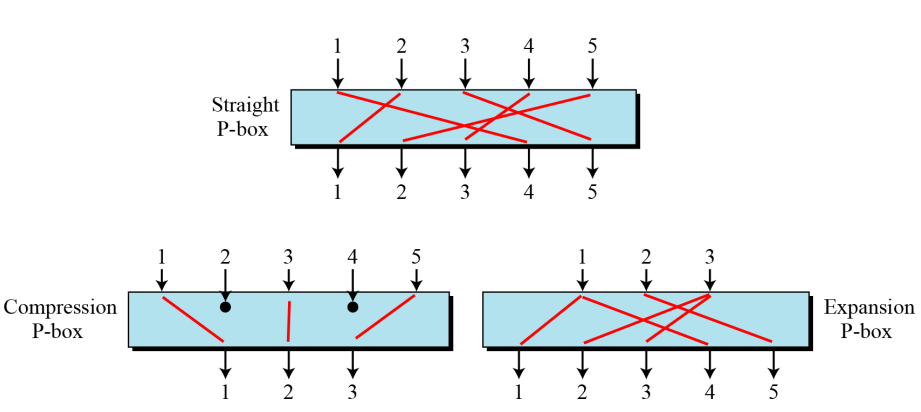 1 2 3 4 5
Straight
P-box
1 2 3 4 5
1 2 3 4 5
Compression
P-box
1 2 3
1 2 3
Expansion
P-box
1 2 3 4 5